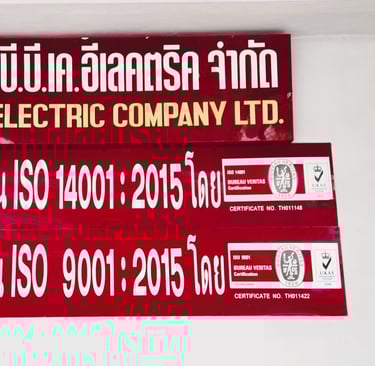 บี.บี.เค.อีเลคตริค จำกัด
ELECTRIC COMPANY LTD.
ISO 14001 : 2015 โดย
ISO 14001
BUREAU VERITAS
Certification
UKAS
CERTIFICATE NO. TH011148
ISO 9001 : 2015 โดย
ISO 9001
BUREAU VERITAS
Certification
UKAS
CERTIFICATE NO. TH011422